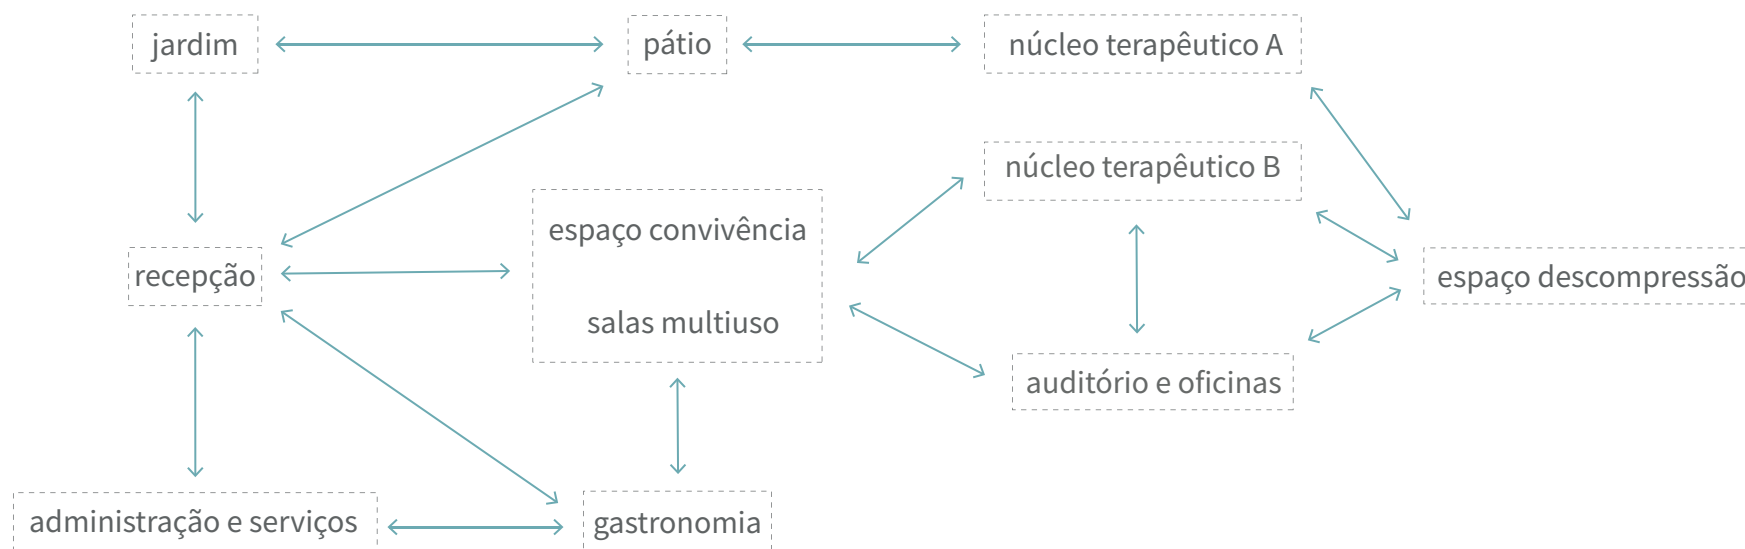 jardim
pátio
núcleo terapêutico A
núcleo terapêutico B
espaço convivência
salas multiuso
recepção
espaço descompressão
auditório e oficinas
administração e serviços
gastronomia